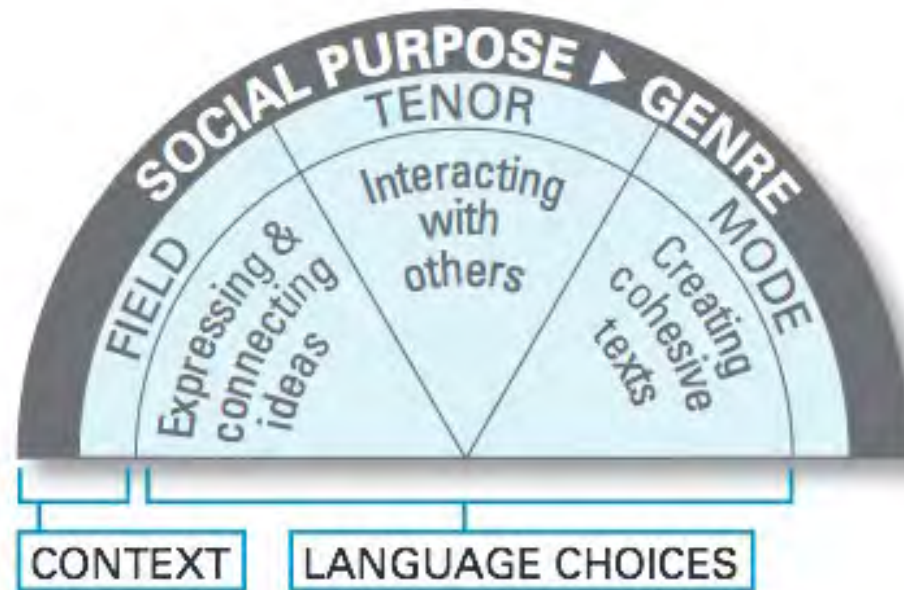 SOCIAL PURPOSE ▶ GENRE
FIELD
TENOR
MODE
Expressing &
connecting
ideas
Interacting
with
others
Creating
cohesive
texts
CONTEXT
LANGUAGE CHOICES